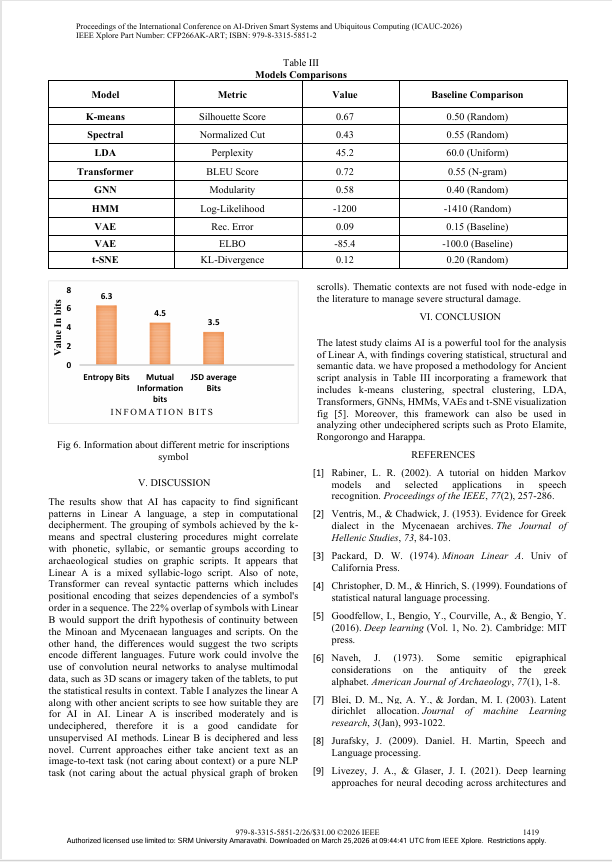 Proceedings of the International Conference on AI-Driven Smart Systems and Ubiquitous Computing (ICAUC-2026)
IEEE Xplore Part Number: CFP266AK-ART; ISBN: 979-8-3315-5851-2
Table III
Models Comparisons
Model Metric Value Baseline Comparison
K-means Silhouette Score 0.67 0.50 (Random)
Spectral Normalized Cut 0.43 0.55 (Random)
LDA Perplexity 45.2 60.0 (Uniform)
Transformer BLEU Score 0.72 0.55 (N-gram)
GNN Modularity 0.58 0.40 (Random)
HMM Log-Likelihood -1200 -1410 (Random)
VAE Rec. Error 0.09 0.15 (Baseline)
VAE ELBO -85.4 -100.0 (Baseline)
t-SNE KL-Divergence 0.12 0.20 (Random)
Value In bits
8
6
4
2
0
6.3
4.5
3.5
Entropy Bits
Mutual
Information
bits
JSD average
Bits
INFOMATION BITS
Fig 6. Information about different metric for inscriptions
symbol
V. DISCUSSION
The results show that AI has capacity to find significant
patterns in Linear A language, a step in computational
decipherment. The grouping of symbols achieved by the k-
means and spectral clustering procedures might correlate
with phonetic, syllabic, or semantic groups according to
archaeological studies on graphic scripts. It appears that
Linear A is a mixed syllabic-logo script. Also of note,
Transformer can reveal syntactic patterns which includes
positional encoding that seizes dependencies of a symbol's
order in a sequence. The 22% overlap of symbols with Linear
B would support the drift hypothesis of continuity between
the Minoan and Mycenaean languages and scripts. On the
other hand, the differences would suggest the two scripts
encode different languages. Future work could involve the
use of convolution neural networks to analyse multimodal
data, such as 3D scans or imagery taken of the tablets, to put
the statistical results in context. Table I analyzes the linear A
along with other ancient scripts to see how suitable they are
for AI in AI. Linear A is inscribed moderately and is
undeciphered, therefore it is a good candidate for
unsupervised AI methods. Linear B is deciphered and less
novel. Current approaches either take ancient text as an
image-to-text task (not caring about context) or a pure NLP
task (not caring about the actual physical graph of broken
scrolls). Thematic contexts are not fused with node-edge in
the literature to manage severe structural damage.
VI. CONCLUSION
The latest study claims AI is a powerful tool for the analysis
of Linear A, with findings covering statistical, structural and
semantic data. we have proposed a methodology for Ancient
script analysis in Table III incorporating a framework that
includes k-means clustering, spectral clustering, LDA,
Transformers, GNNs, HMMs, VAEs and t-SNE visualization
fig [5]. Moreover, this framework can also be used in
analyzing other undeciphered scripts such as Proto Elamite,
Rongorongo and Harappa.
REFERENCES
[1] Rabiner, L. R. (2002). A tutorial on hidden Markov
models and selected applications in speech
recognition. Proceedings of the IEEE, 77(2), 257-286.
[2] Ventris, M., & Chadwick, J. (1953). Evidence for Greek
dialect in the Mycenaean archives. The Journal of
Hellenic Studies, 73, 84-103.
[3] Packard, D. W. (1974). Minoan Linear A. Univ of
California Press.
[4] Christopher, D. M., & Hinrich, S. (1999). Foundations of
statistical natural language processing.
[5] Goodfellow, I., Bengio, Y., Courville, A., & Bengio, Y.
(2016). Deep learning (Vol. 1, No. 2). Cambridge: MIT
press.
[6] Naveh, J. (1973). Some semitic epigraphical
considerations on the antiquity of the greek
alphabet. American Journal of Archaeology, 77(1), 1-8.
[7] Blei, D. M., Ng, A. Y., & Jordan, M. I. (2003). Latent
dirichlet allocation. Journal of machine Learning
research, 3(Jan), 993-1022.
[8] Jurafsky, J. (2009). Daniel. H. Martin, Speech and
Language processing.
[9] Livezey, J. A., & Glaser, J. I. (2021). Deep learning
approaches for neural decoding across architectures and
979-8-3315-5851-2/26/$31.00 ©2026 IEEE 1419
Authorized licensed use limited to: SRM University Amaravathi. Downloaded on March 25,2026 at 09:44:41 UTC from IEEE Xplore. Restrictions apply.